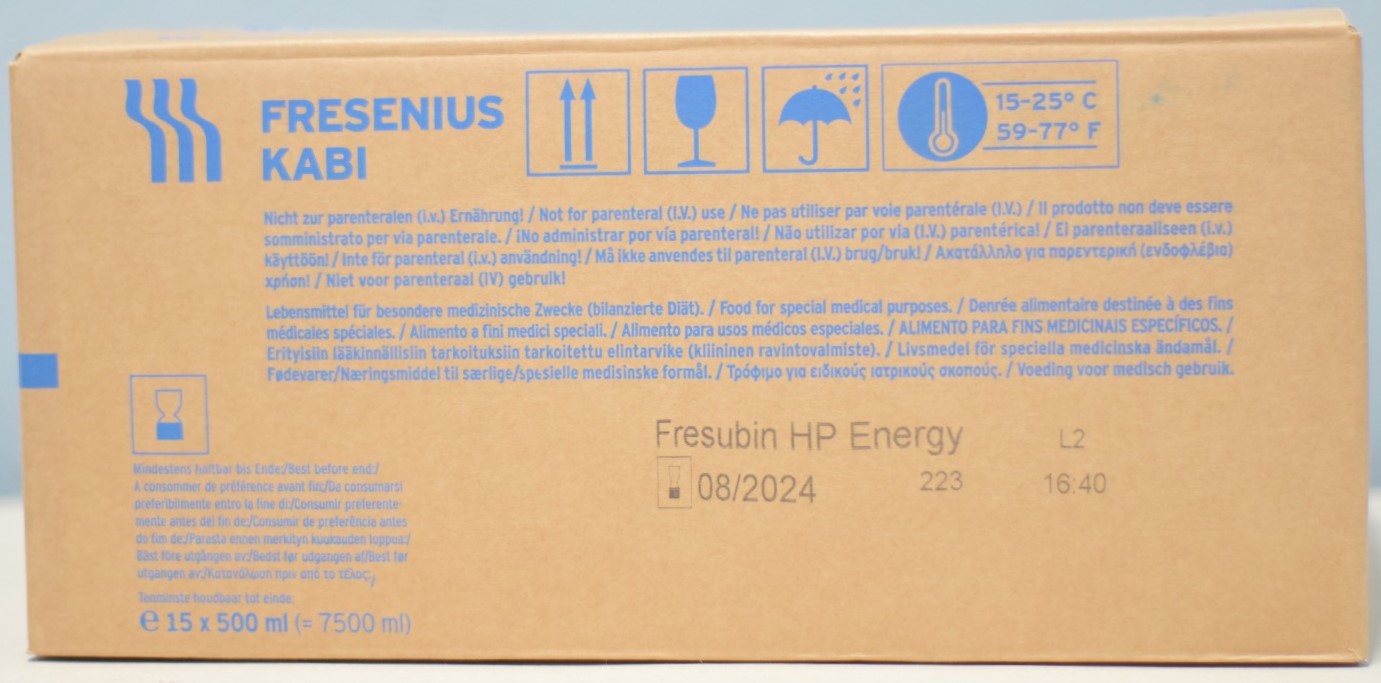 FRESENIUS
KABI
15-25° C
59-77° F
Nicht zur parenteralen (i.v.) Ernährung! / Not for parenteral (I.V.) use / Ne pas utiliser par voie parentérale (I.V.) / Il prodotto non deve essere
somministrato per via parenterale. / ¡No administrar por vía parenteral! / Não utilizar por via (I.V.) parentérica! / Ei parenteraaliseen (i.v.)
käyttöön! / Inte för parenteral (i.v.) användning! / Må ikke anvendes til parenteral (I.V.) brug/bruk! / Ακατάλληλο για παρεντερική (ενδοφλέβια)
χρήση! / Niet voor parenteraal (IV) gebruik!
Lebensmittel für besondere medizinische Zwecke (bilanzierte Diät). / Food for special medical purposes. / Denrée alimentaire destinée à des fins
médicales spéciales. / Alimento a fini medici speciali. / Alimento para usos médicos especiales. / ALIMENTO PARA FINS MEDICINAIS ESPECÍFICOS. /
Erityisiin lääkinnällisiin tarkoituksiin tarkoitettu elintarvike (kliininen ravintovalmiste). / Livsmedel för speciella medicinska ändamål. /
Fødevarer/Næringsmiddel til særlige/spesielle medisinske formål. / Τρόφιμο για ειδικούς ιατρικούς σκοπούς. / Voeding voor medisch gebruik.
Fresubin HP Energy L2
08/2024 223 16:40
Mindestens haltbar bis Ende:/Best before end:/
A consommer de préférence avant fin:/Da consumarsi
preferibilmente entro la fine di:/Consumir preferente-
mente antes del fin de:/Consumir de preferência antes
do fim de:/Parasta ennen merkityn kuukauden loppua:/
Bäst före utgången av:/Bedst før udgangen af/Best før
utgangen av:/Κατανάλωση πριν από το τέλος:/
Tenminste houdbaar tot einde:
℮ 15 x 500 ml (= 7500 ml)